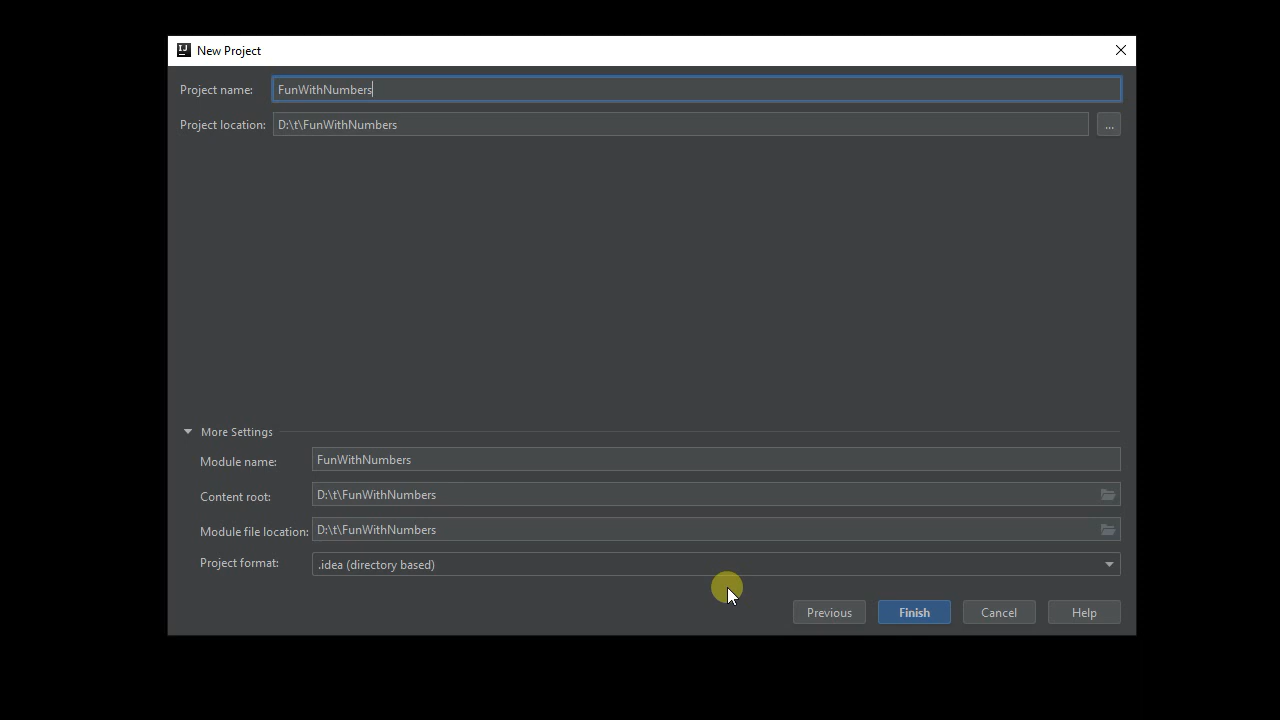 New Project
Project name: FunWithNumbers
Project location: D:\t\FunWithNumbers ...
More Settings
Module name: FunWithNumbers
Content root: D:\t\FunWithNumbers
Module file location: D:\t\FunWithNumbers
Project format: .idea (directory based)
Previous Finish Cancel Help